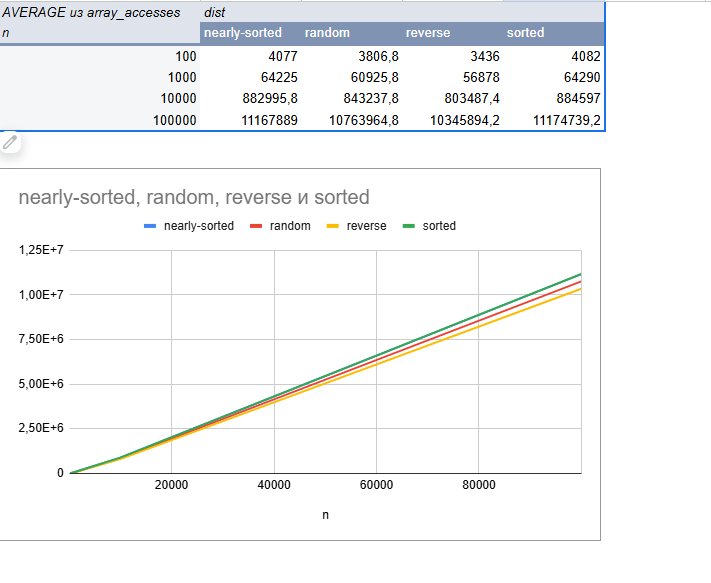 AVERAGE из array_accesses dist
n nearly-sorted random reverse sorted
100 4077 3806,8 3436 4082
1000 64225 60925,8 56878 64290
10000 882995,8 843237,8 803487,4 884597
100000 11167889 10763964,8 10345894,2 11174739,2
nearly-sorted, random, reverse и sorted
nearly-sorted random reverse sorted
1,25E+7
1,00E+7
7,50E+6
5,00E+6
2,50E+6
0
20000 40000 60000 80000
n